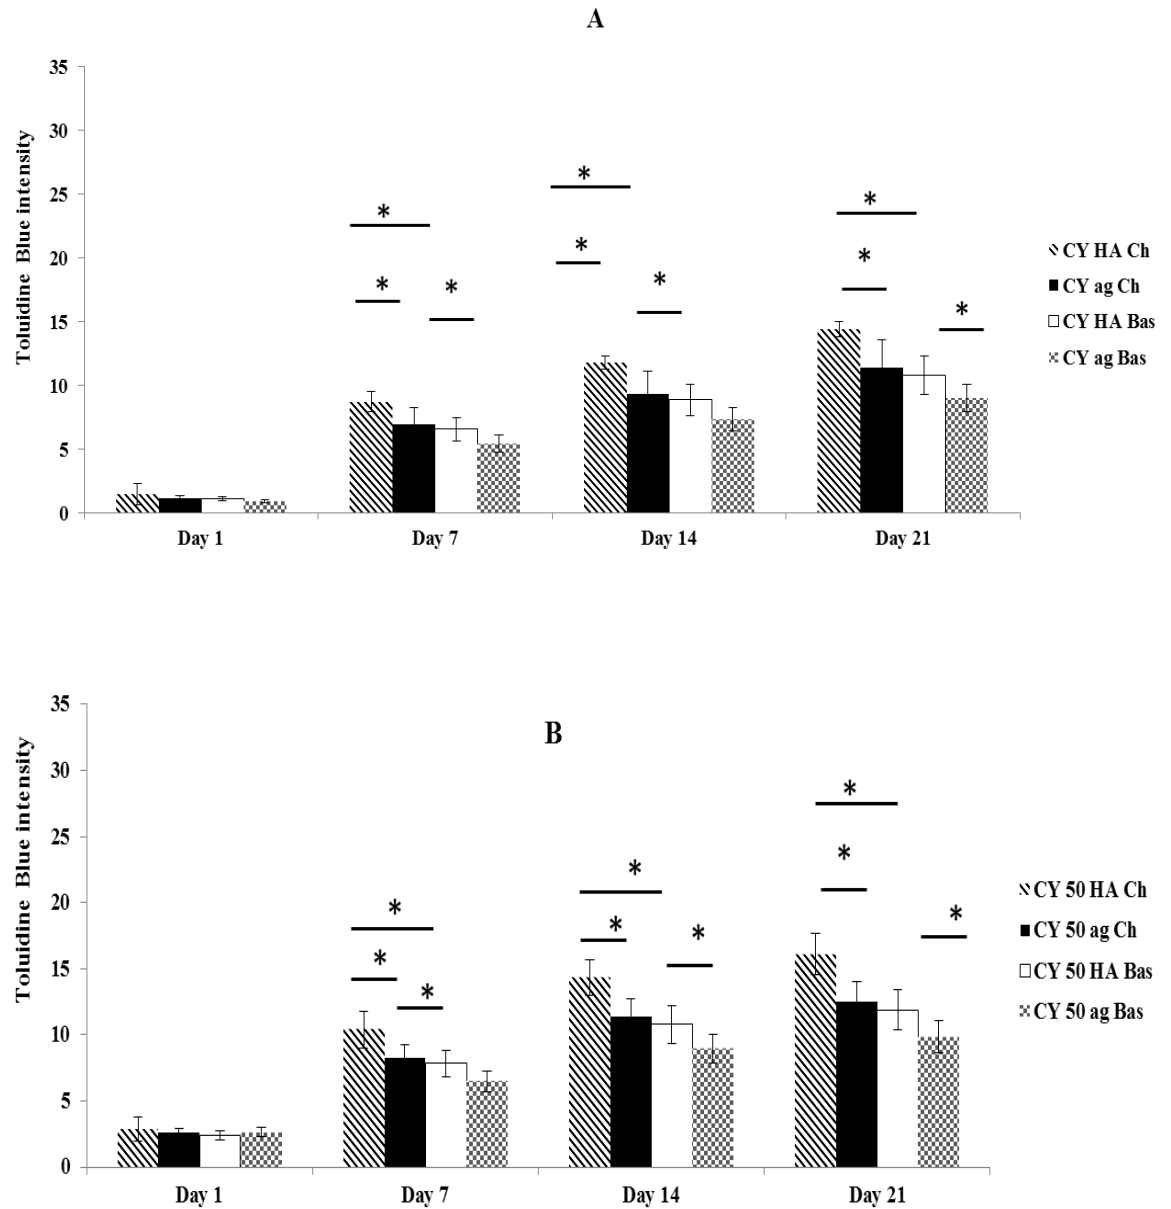 A
Toluidine Blue intensity
35
30
25
20
15
10
5
0
* * * * * * * * *
Day 1 Day 7 Day 14 Day 21
CY HA Ch
CY ag Ch
CY HA Bas
CY ag Bas
B
Toluidine Blue intensity
35
30
25
20
15
10
5
0
* * * * * * * * *
Day 1 Day 7 Day 14 Day 21
CY 50 HA Ch
CY 50 ag Ch
CY 50 HA Bas
CY 50 ag Bas